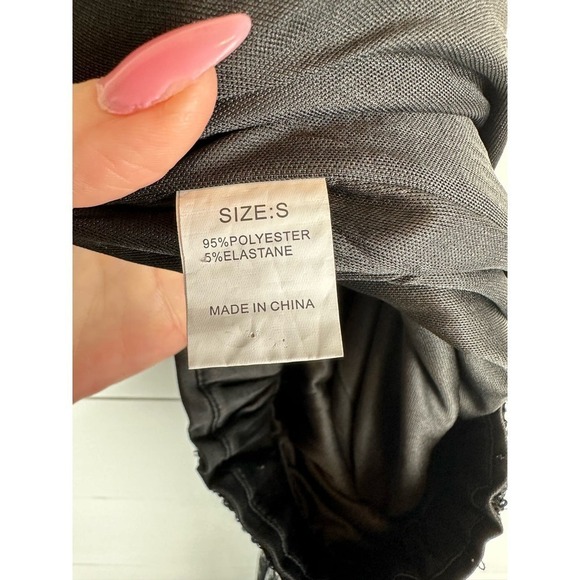 SIZE:S
95%POLYESTER
5%ELASTANE
MADE IN CHINA